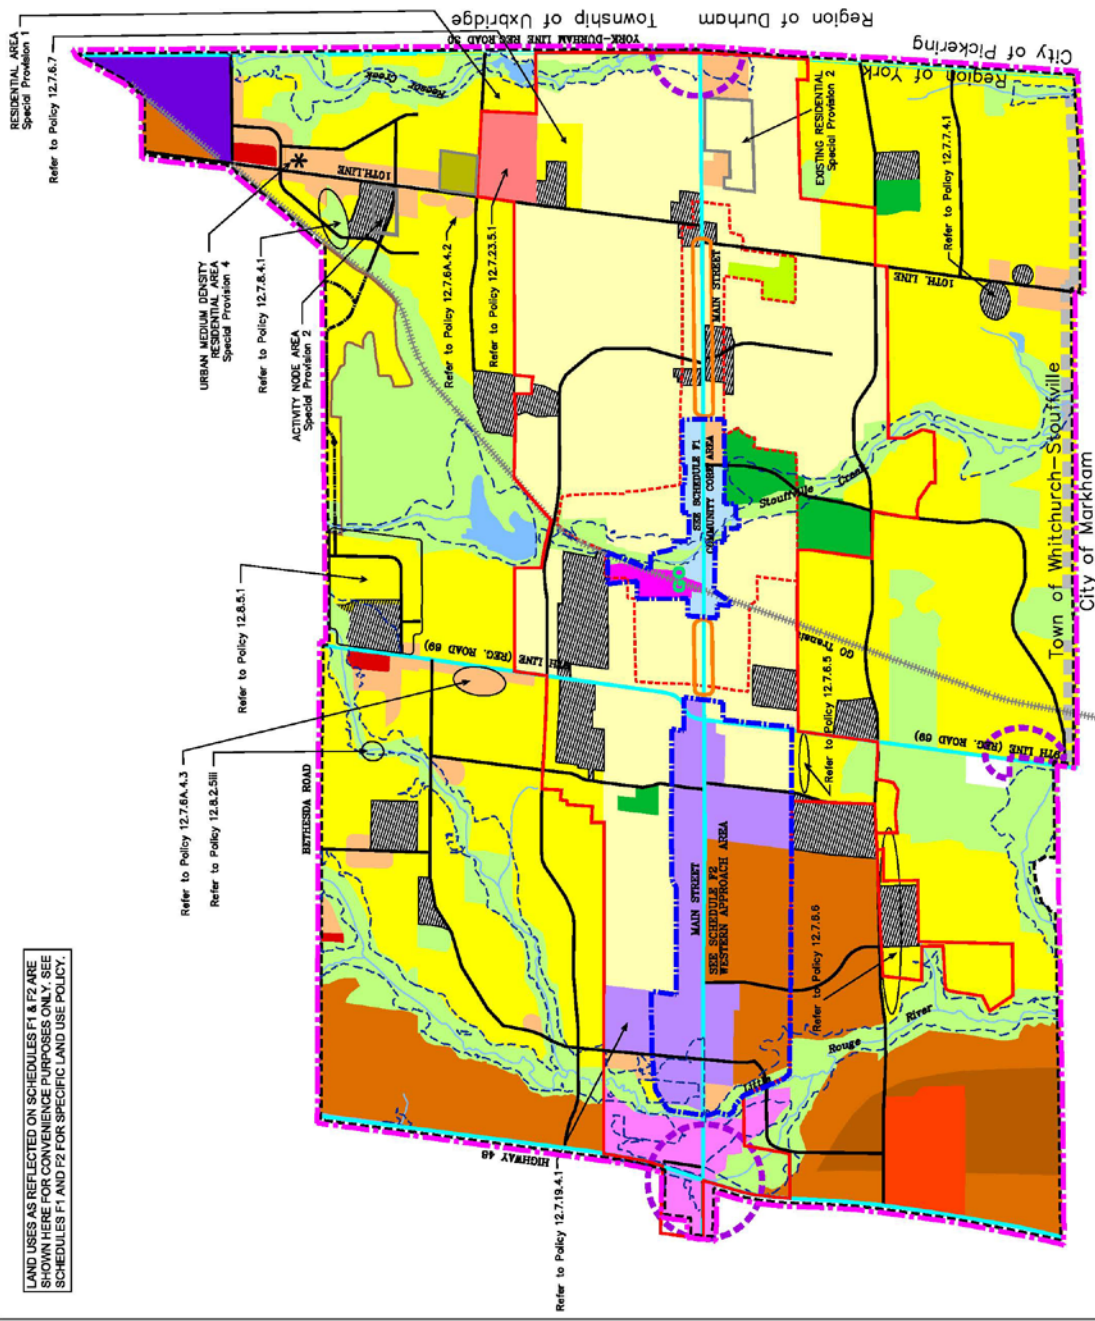 RESIDENTIAL AREA
Special Provision 1
Refer to Policy 12.7.6.7
YORK-DURHAM LINE REG ROAD 30
Township of Uxbridge
Region of Durham
City of Pickering
Region of York
Reesor
Creek
10TH LINE
EXISTING RESIDENTIAL
Special Provision 2
Refer to Policy 12.7.7.4.1
URBAN MEDIUM DENSITY
RESIDENTIAL AREA
Special Provision 4
Refer to Policy 12.7.8.4.1
ACTIVITY NODE AREA
Special Provision 2
Refer to Policy 12.7.6A.4.2
Refer to Policy 12.7.23.5.1
MAIN STREET
10TH. LINE
SEE SCHEDULE F1
COMMUNITY CORE AREA
Stouffville
Creek
GO
GO Transit
Town of Whitchurch-Stouffville
City of Markham
Refer to Policy 12.8.5.1
9TH LINE (REG. ROAD 69)
Refer to Policy 12.7.6.5
9TH LINE (REG. ROAD 69)
Refer to Policy 12.7.6A.4.3
Refer to Policy 12.8.2.5iii
BETHESDA ROAD
MAIN STREET
SEE SCHEDULE F2
WESTERN APPROACH AREA
Refer to Policy 12.7.6.6
Little
Rouge
River
HIGHWAY 48
Refer to Policy 12.7.19.4.1
LAND USES AS REFLECTED ON SCHEDULES F1 & F2 ARE
SHOWN HERE FOR CONVENIENCE PURPOSES ONLY. SEE
SCHEDULES F1 AND F2 FOR SPECIFIC LAND USE POLICY.